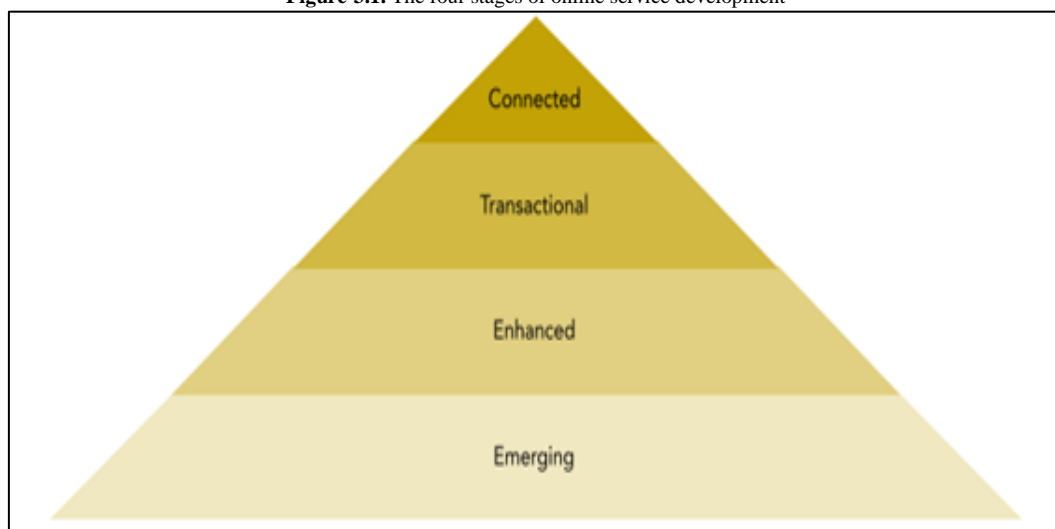 Figure 3.1. The four stages of online service development
Connected
Transactional
Enhanced
Emerging